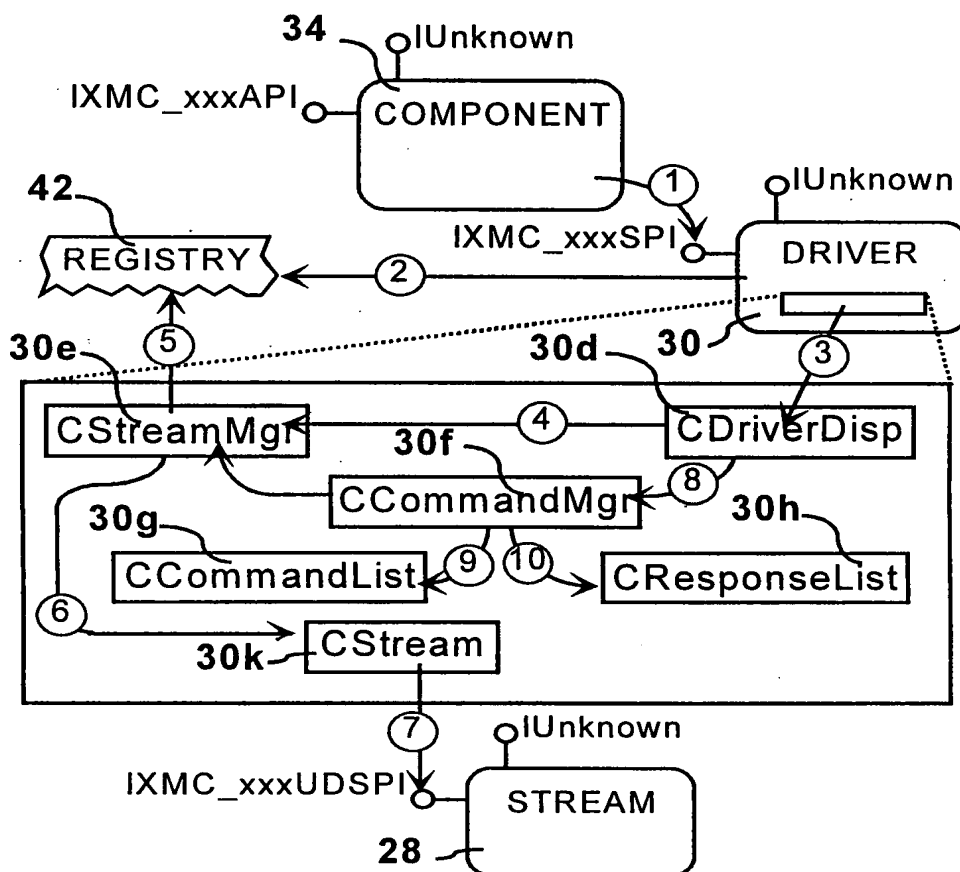 34
IUnknown
IXMC_xxxAPI
COMPONENT
42
1
IUnknown
IXMC_xxxSPI
REGISTRY
2
DRIVER
5
30
3
30e
30d
CStreamMgr
4
CDriverDisp
30f
8
CCommandMgr
30g
30h
9
10
CCommandList
CResponseList
6
30k
CStream
7
IUnknown
IXMC_xxxUDSPI
STREAM
28